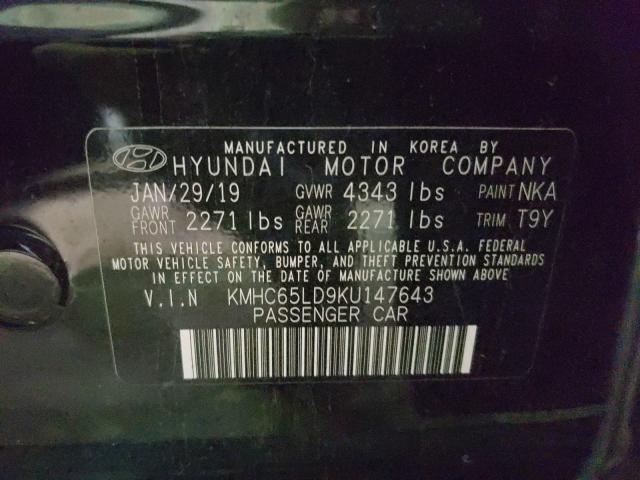 MANUFACTURED IN KOREA BY
HYUNDAI MOTOR COMPANY
JAN/29/19 GVWR 4343 lbs PAINT NKA
GAWR FRONT 2271 lbs GAWR REAR 2271 lbs TRIM T9Y
THIS VEHICLE CONFORMS TO ALL APPLICABLE U.S.A. FEDERAL
MOTOR VEHICLE SAFETY, BUMPER, AND THEFT PREVENTION STANDARDS
IN EFFECT ON THE DATE OF MANUFACTURE SHOWN ABOVE
V.I.N KMHC65LD9KU147643
PASSENGER CAR